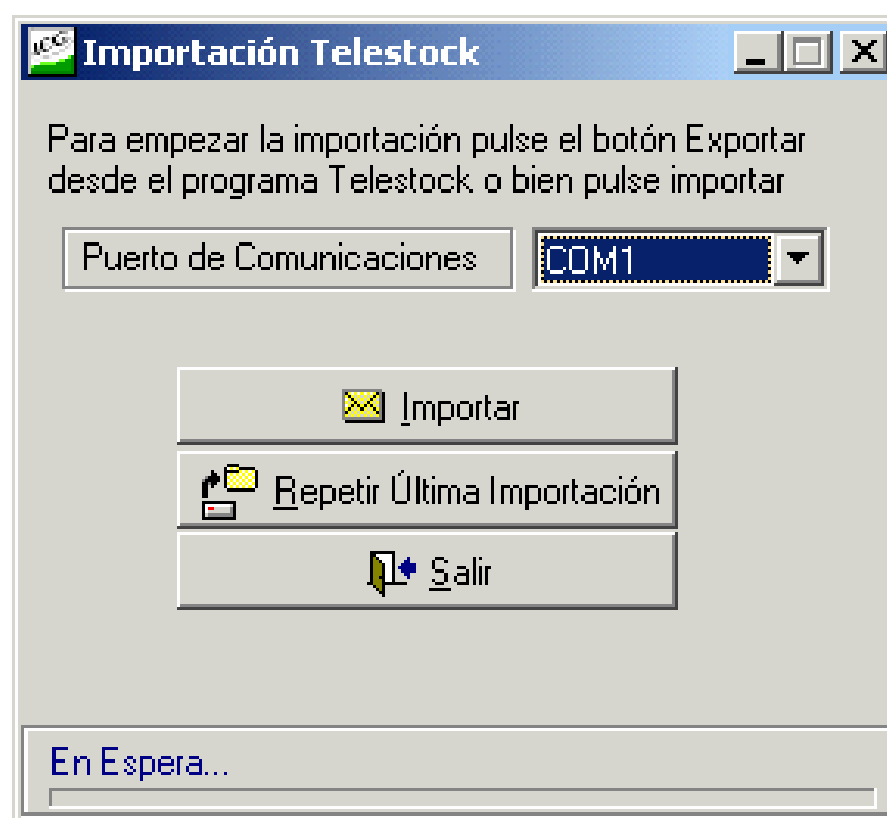 ICG
Importación Telestock
Para empezar la importación pulse el botón Exportar
desde el programa Telestock o bien pulse importar
Puerto de Comunicaciones
COM1
Importar
Repetir Última Importación
Salir
En Espera...